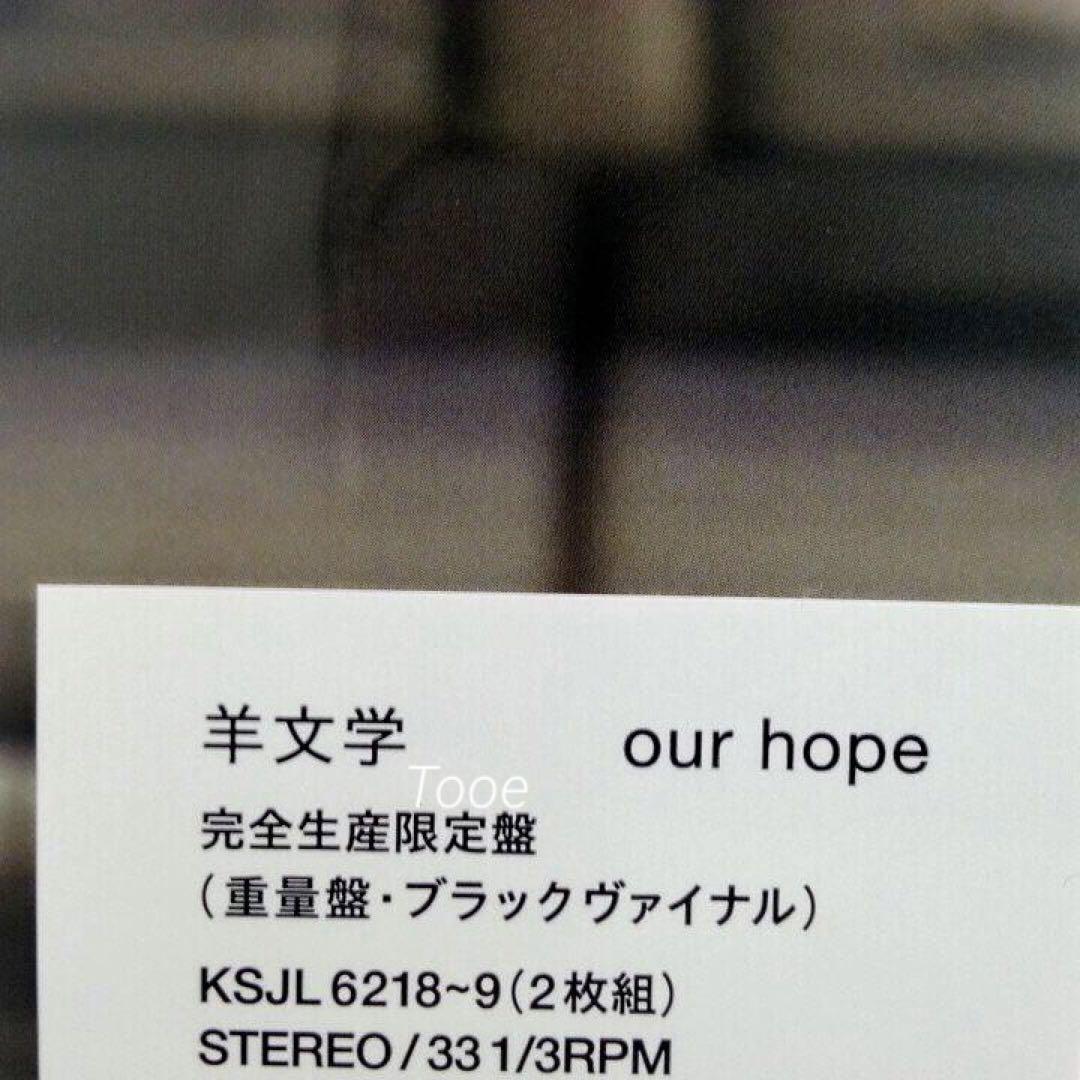 羊文学 our hope
Tooe
完全生産限定盤
（重量盤・ブラックヴァイナル）
KSJL 6218~9（2枚組）
STEREO / 33 1/3RPM